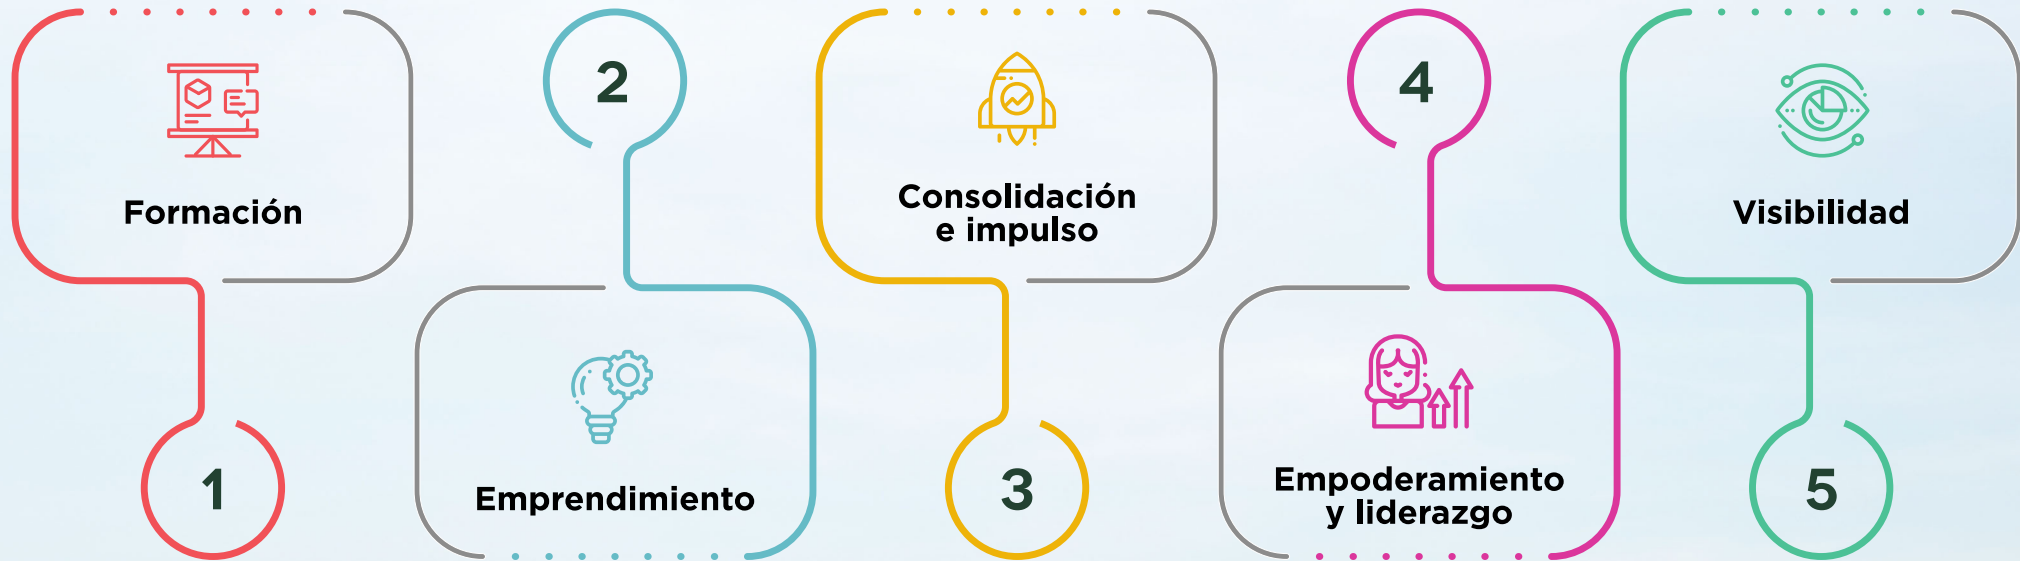 Formación
1
2
Emprendimiento
Consolidación
e impulso
3
4
Empoderamiento
y liderazgo
Visibilidad
5